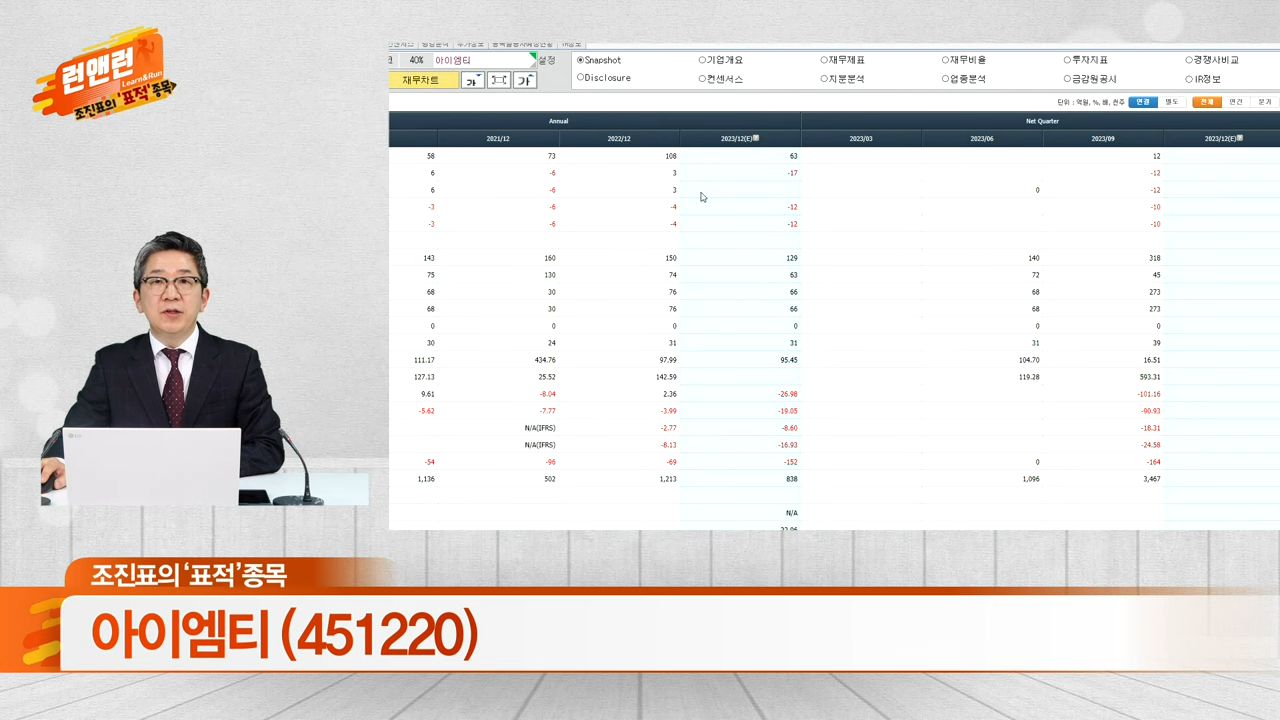 런앤런
Learn&Run
조진표의 '표적'종목
40% 아이엠티 설정
Snapshot 기업개요 재무제표 재무비율 투자지표 경쟁사비교
재무차트 가 가
Disclosure 컨센서스 지분분석 업종분석 금감원공시 IR정보
단위 : 억원, %, 배, 천주 연결 별도 전체 연간 분기
Annual Net Quarter
2021/12 2022/12 2023/12(E) 2023/03 2023/06 2023/09 2023/12(E)
58 73 108 63 12
6 -6 3 -17 -12
6 -6 3 0 -12
-3 -6 -4 -12 -10
-3 -6 -4 -12 -10
143 160 150 129 140 318
75 130 74 63 72 45
68 30 76 66 68 273
68 30 76 66 68 273
0 0 0 0 0 0
30 24 31 31 31 39
111.17 434.76 97.99 95.45 104.70 16.51
127.13 25.52 142.59 119.28 593.31
9.61 -8.04 2.36 -26.98 -101.16
-5.62 -7.77 -3.99 -19.05 -90.93
N/A(IFRS) -2.77 -8.60 -18.31
N/A(IFRS) -8.13 -16.93 -24.58
-54 -96 -69 -152 0 -164
1,136 502 1,213 838 1,096 3,467
N/A
조진표의 '표적'종목
아이엠티 (451220)